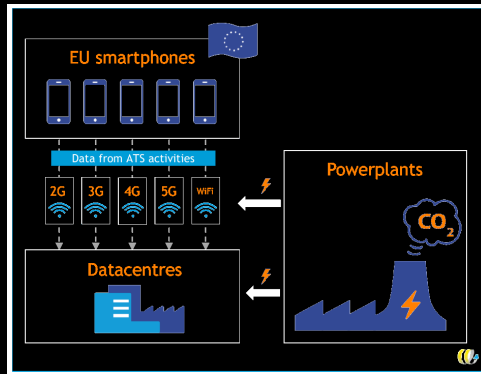 EU smartphones
Data from ATS activities
2G 3G 4G 5G WiFi
Powerplants
CO2
Datacentres